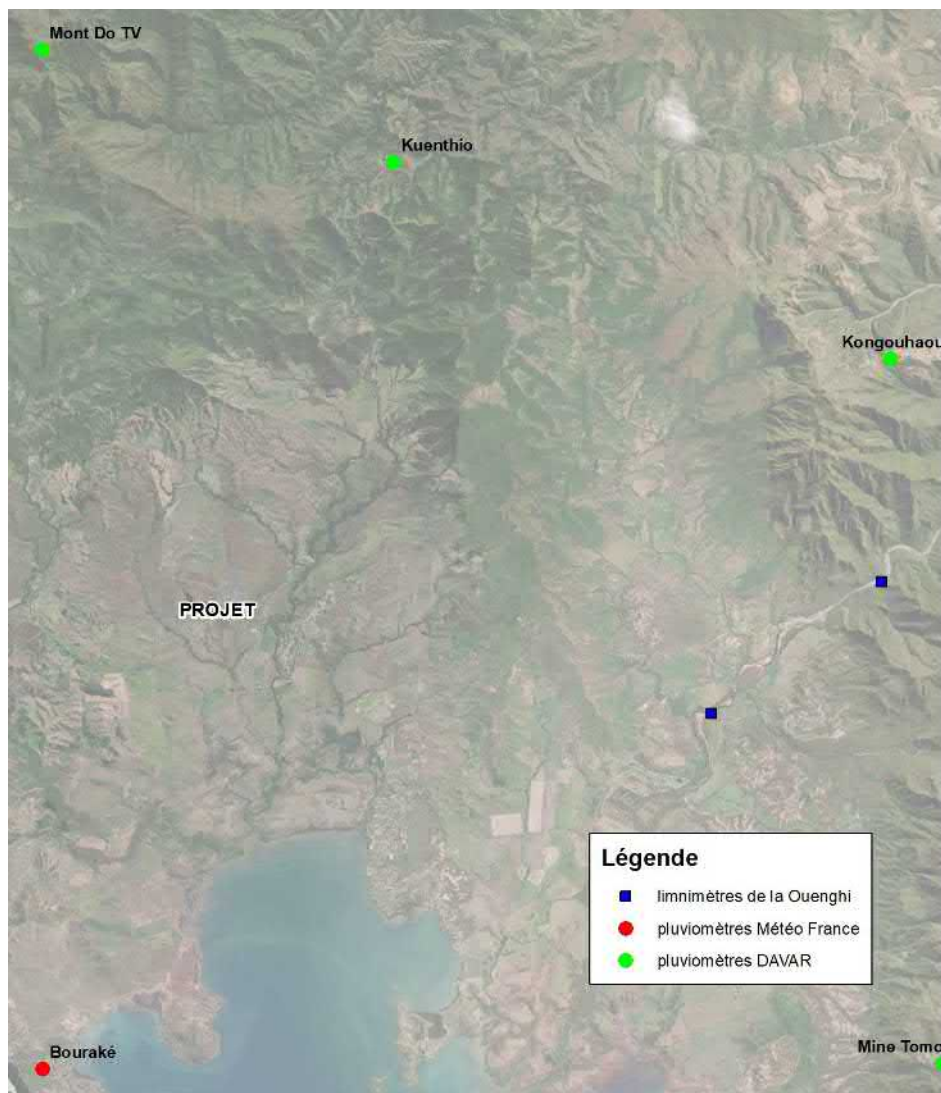 Mont Do TV
Kuenthio
Kongouhaou
PROJET
Légende
limnimètres de la Ouenghi
pluviomètres Météo France
pluviomètres DAVAR
Bouraké
Mine Tomo